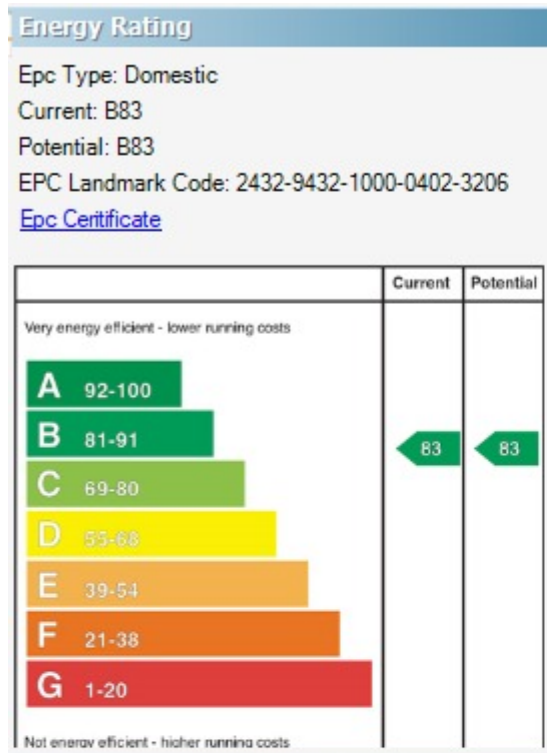 Energy Rating
Epc Type: Domestic
Current: B83
Potential: B83
EPC Landmark Code: 2432-9432-1000-0402-3206
Epc Ceritificate
Current Potential
Very energy efficient - lower running costs
A 92-100
B 81-91 83 83
C 69-80
D 55-68
E 39-54
F 21-38
G 1-20
Not energy efficient - higher running costs